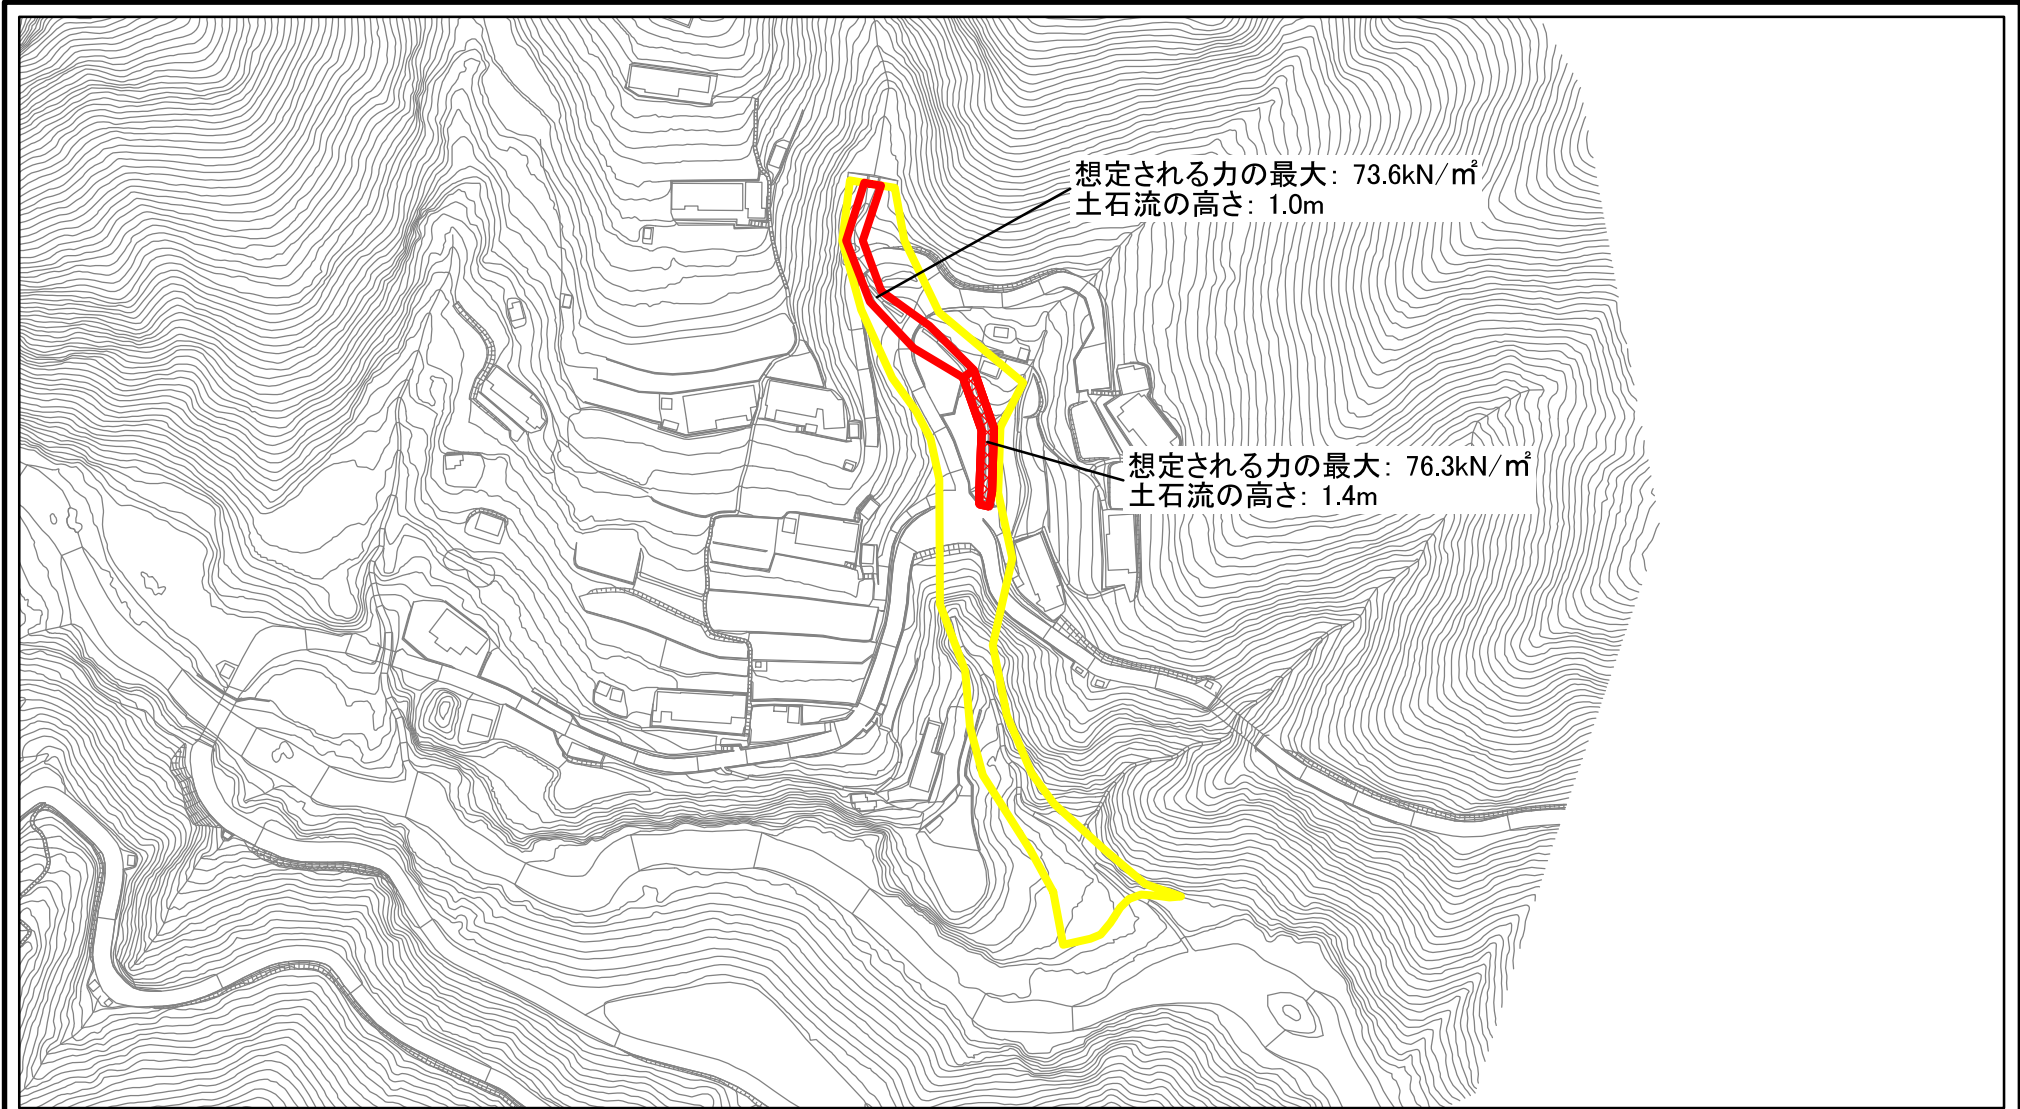 想定される力の最大: 73.6kN/㎡
土石流の高さ: 1.0m
想定される力の最大: 76.3kN/㎡
土石流の高さ: 1.4m